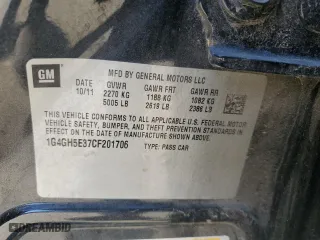 GM
MFD BY GENERAL MOTORS LLC
DATE GVWR GAWR FRT GAWR RR
10/11 2270 KG 1188 KG 1082 KG
5005 LB 2619 LB 2386 LB
THIS VEHICLE CONFORMS TO ALL APPLICABLE U.S. FEDERAL MOTOR
VEHICLE SAFETY, BUMPER, AND THEFT PREVENTION STANDARDS IN
EFFECT ON THE DATE OF MANUFACTURE SHOWN ABOVE.
1G4GH5E37CF201706 TYPE: PASS CAR